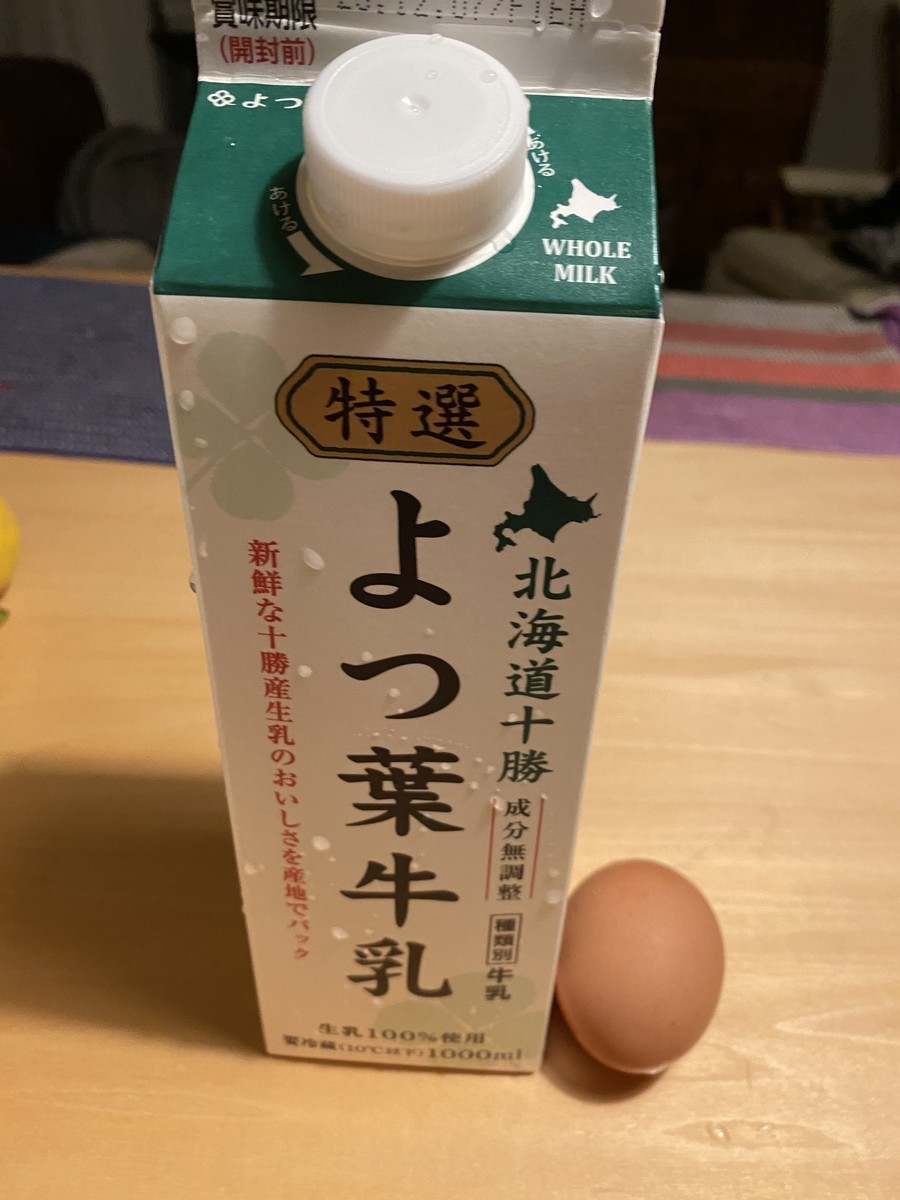 賞味期限
(開封前)
よつ
あける
あける
WHOLE
MILK
特選
北海道十勝
成分無調整
種類別
牛乳
よつ葉牛乳
新鮮な十勝産生乳のおいしさを産地でパック
生乳100%使用
要冷蔵(10℃以下)1000ml